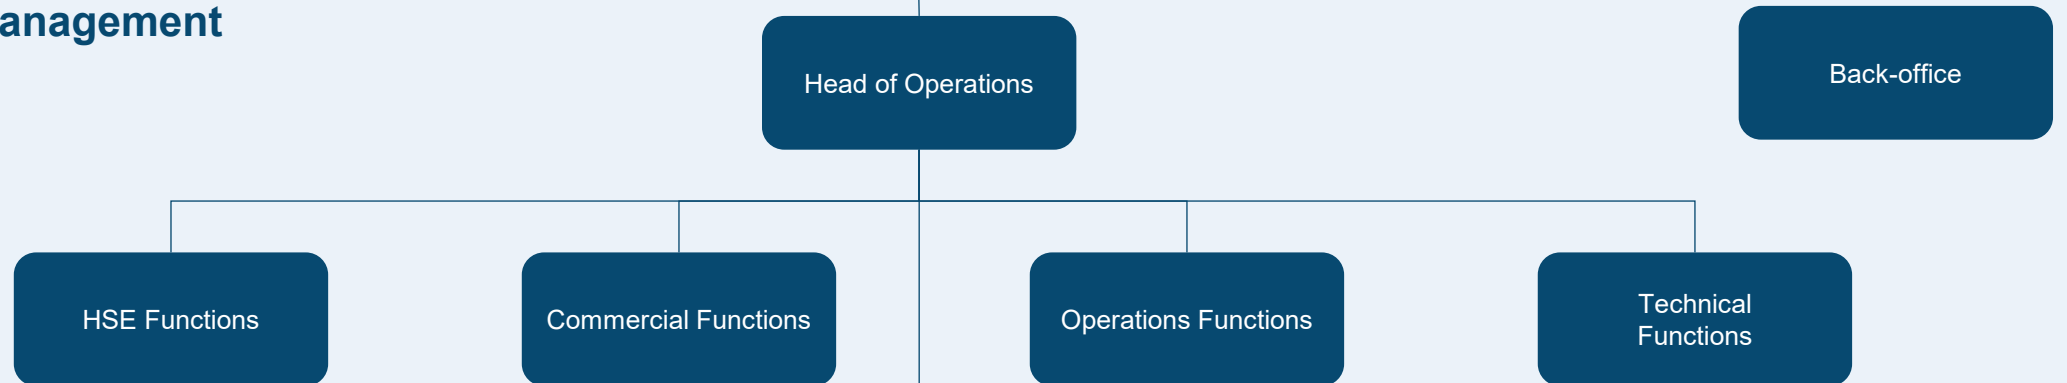 anagement
Head of Operations
Back-office
HSE Functions
Commercial Functions
Operations Functions
Technical
Functions